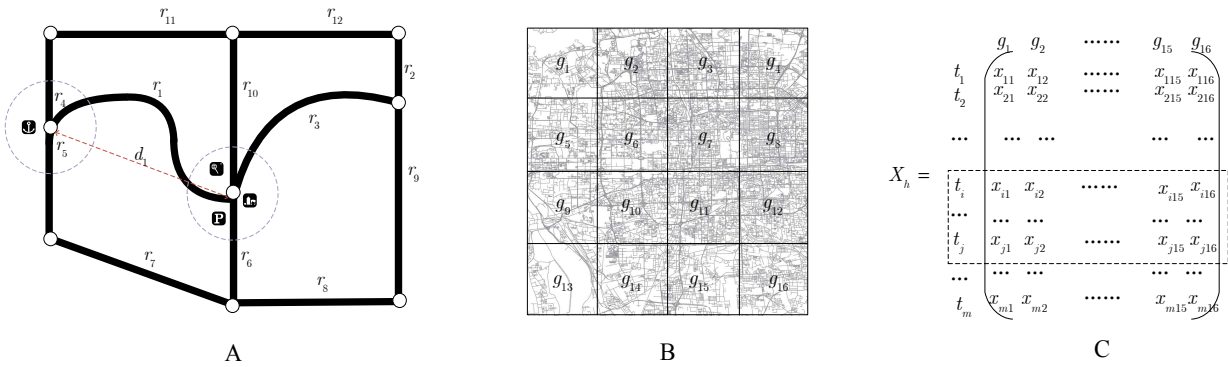 r11 r12
r2
r4 r1 r10
r3
r5 d1
r9
P
r7 r6
r8
A
g1 g2 g3 g4
g5 g6 g7 g8
g9 g10 g11 g12
g13 g14 g15 g16
B
g1 g2 ...... g15 g16
t1 x11 x12 ...... x115 x116
t2 x21 x22 ...... x215 x216
... ... ... ... ...
Xh =
ti xi1 xi2 ...... xi15 xi16
... ... ... ... ...
tj xj1 xj2 ...... xj15 xj16
... ... ... ... ...
tm xm1 xm2 ...... xm15 xm16
C